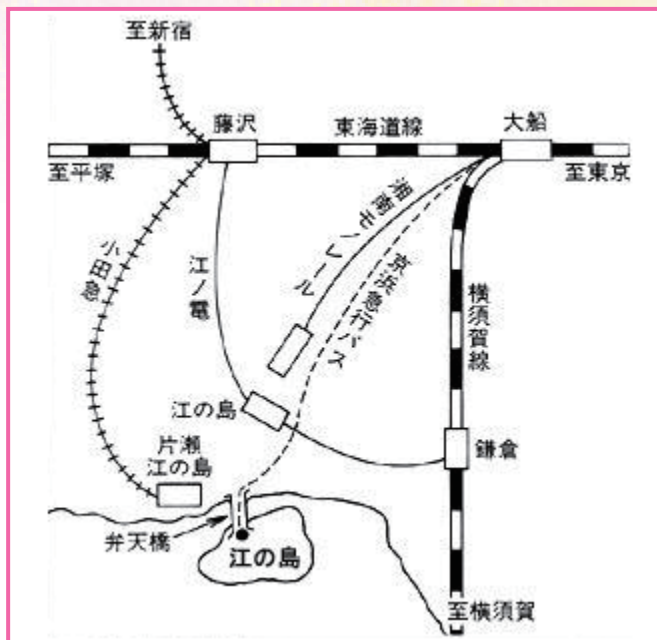 至新宿
藤沢
東海道線
大船
至平塚
至東京
小田急
江ノ電
湘南モノレール
京浜急行バス
横須賀線
江の島
鎌倉
片瀬
江の島
弁天橋
江の島
至横須賀